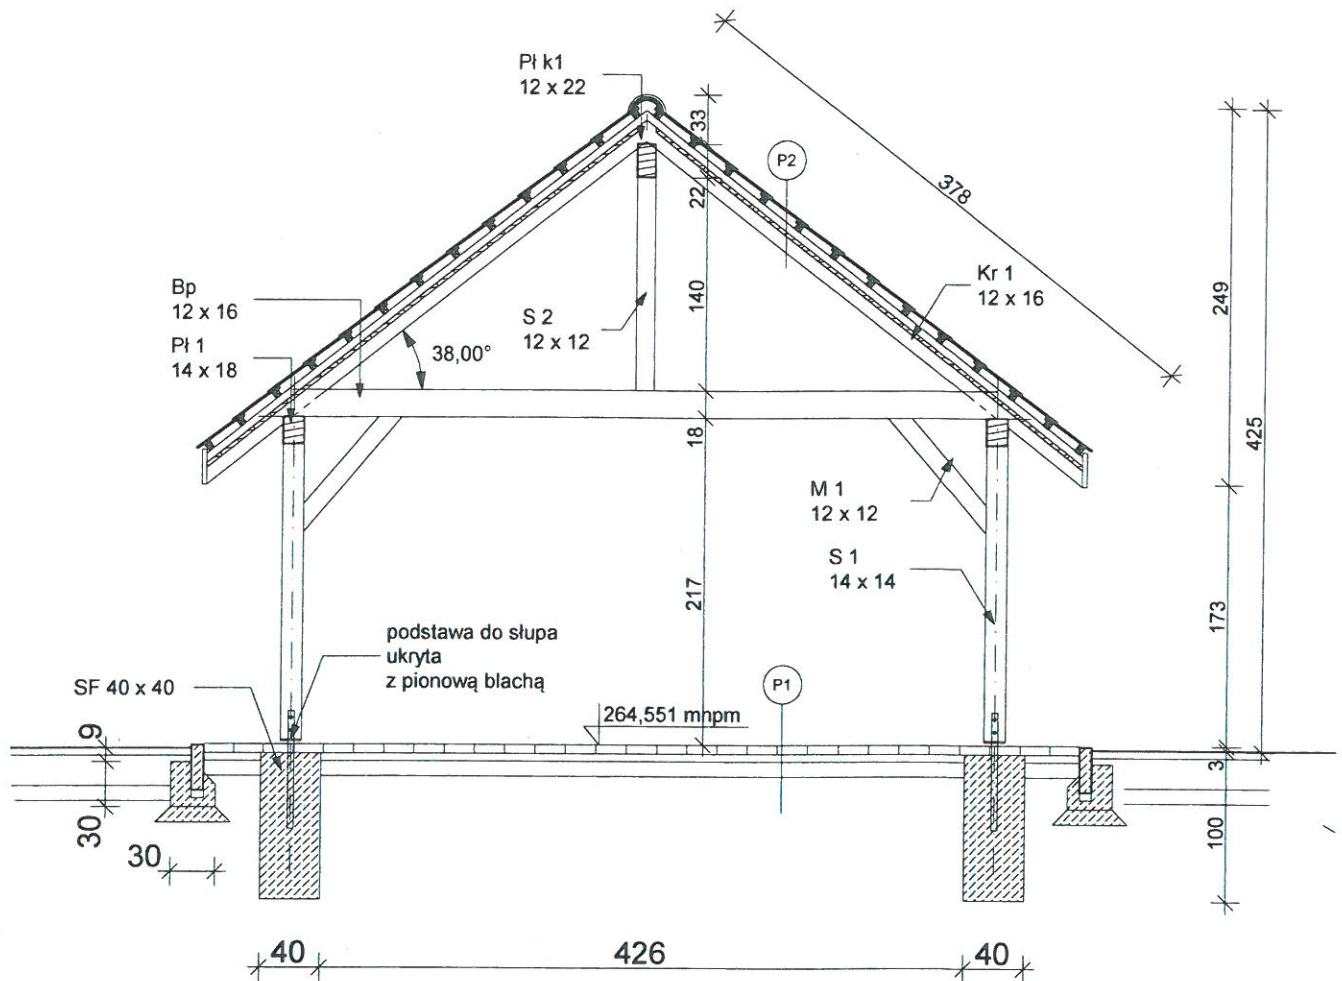 Pł k1
12 x 22
33
P2
378
22
Bp
12 x 16
Kr 1
12 x 16
249
140
S 2
12 x 12
Pł 1
14 x 18
38,00°
425
18
M 1
12 x 12
S 1
14 x 14
217
173
podstawa do słupa
ukryta
z pionową blachą
SF 40 x 40
P1
264,551 mnpm
9
3
30
30
100
40
426
40